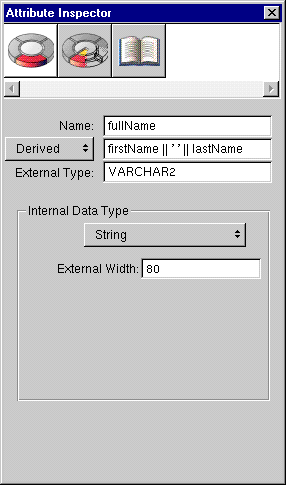 Attribute Inspector
Name: fullName
Derived firstName || ' ' || lastName
External Type: VARCHAR2
Internal Data Type
String
External Width: 80